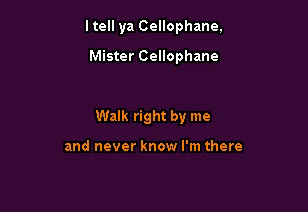 I tell ya Cellophane,
Mister Cellophane
Walk right by me
and never know I'm there